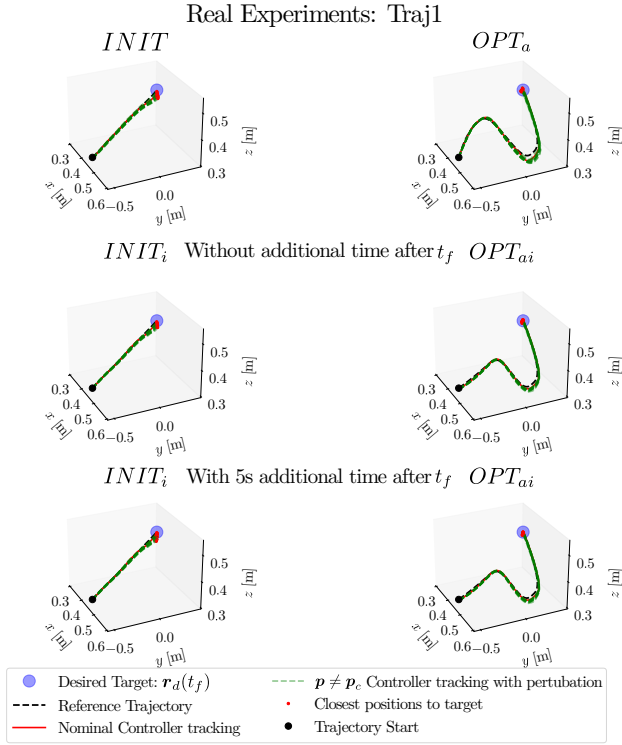 Real Experiments: Traj1
INIT OPT_a
0.5
0.4
0.3
z [m]
0.3
0.4
0.5
0.6
x [m]
−0.5
0.0
y [m]
0.5
0.4
0.3
z [m]
0.3
0.4
0.5
0.6
x [m]
−0.5
0.0
y [m]
INIT_i Without additional time after t_f OPT_ai
0.5
0.4
0.3
z [m]
0.3
0.4
0.5
0.6
x [m]
−0.5
0.0
y [m]
0.5
0.4
0.3
z [m]
0.3
0.4
0.5
0.6
x [m]
−0.5
0.0
y [m]
INIT_i With 5s additional time after t_f OPT_ai
0.5
0.4
0.3
z [m]
0.3
0.4
0.5
0.6
x [m]
−0.5
0.0
y [m]
0.5
0.4
0.3
z [m]
0.3
0.4
0.5
0.6
x [m]
−0.5
0.0
y [m]
Desired Target: r_d(t_f)
Reference Trajectory
Nominal Controller tracking
p ≠ p_c Controller tracking with pertubation
Closest positions to target
Trajectory Start